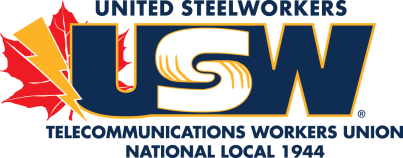 UNITED STEELWORKERS
USW®
TELECOMMUNICATIONS WORKERS UNION
NATIONAL LOCAL 1944